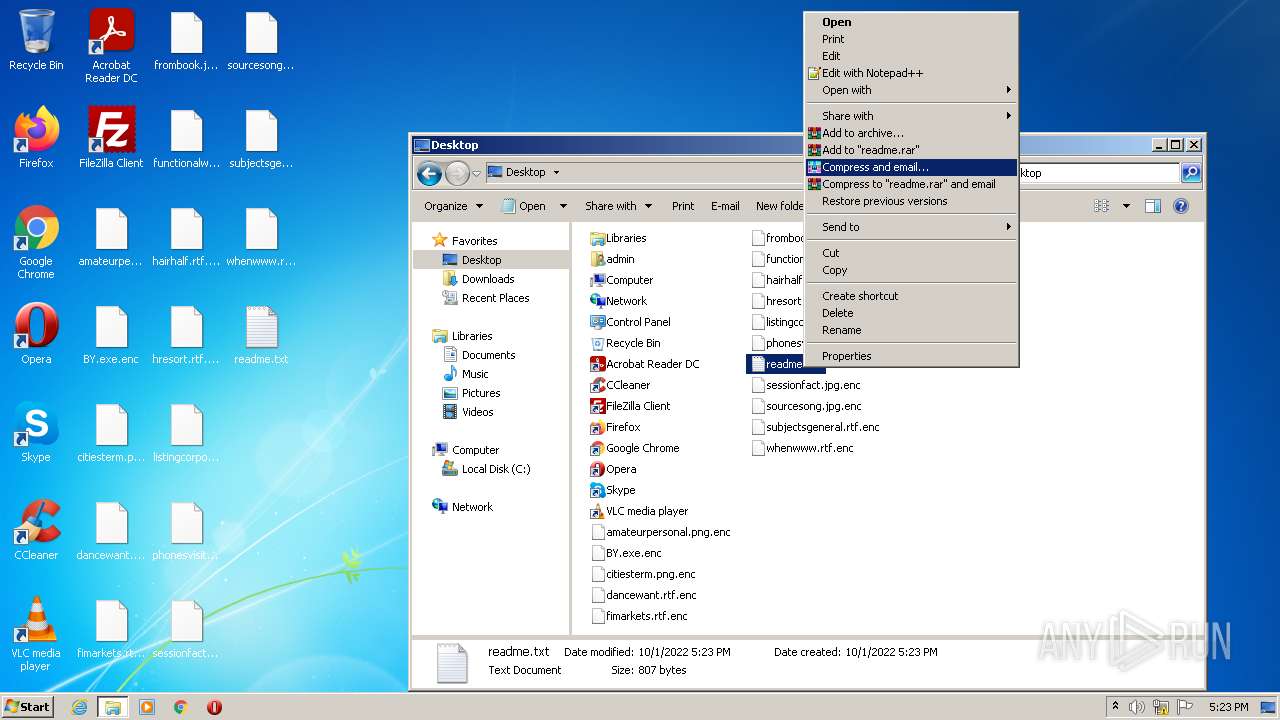 Recycle Bin
Acrobat
Reader DC
frombook.j...
sourcesong...
Firefox
FileZilla Client
functionalw...
subjectsge...
Google
Chrome
amateurpe...
hairhalf.rtf....
whenwww.r...
Opera
BY.exe.enc
hresort.rtf....
readme.txt
Skype
citiesterm.p...
listingcorpo...
CCleaner
dancewant....
phonesvisit...
VLC media
player
fimarkets.rt...
sessionfact...
Desktop
Desktop
ktop
Organize
Open
Share with
Print
E-mail
New folde
Favorites
Desktop
Downloads
Recent Places
Libraries
Documents
Music
Pictures
Videos
Computer
Local Disk (C:)
Network
Libraries
admin
Computer
Network
Control Panel
Recycle Bin
Acrobat Reader DC
CCleaner
FileZilla Client
Firefox
Google Chrome
Opera
Skype
VLC media player
amateurpersonal.png.enc
BY.exe.enc
citiesterm.png.enc
dancewant.rtf.enc
fimarkets.rtf.enc
fromboo
function
hairhalf
hresort
listingco
phonesv
readme
sessionfact.jpg.enc
sourcesong.jpg.enc
subjectsgeneral.rtf.enc
whenwww.rtf.enc
Open
Print
Edit
Edit with Notepad++
Open with
Share with
Add to archive...
Add to "readme.rar"
Compress and email...
Compress to "readme.rar" and email
Restore previous versions
Send to
Cut
Copy
Create shortcut
Delete
Rename
Properties
readme.txt Date modified: 10/1/2022 5:23 PM Date created: 10/1/2022 5:23 PM
Text Document Size: 807 bytes
ANY RUN
Start
5:23 PM